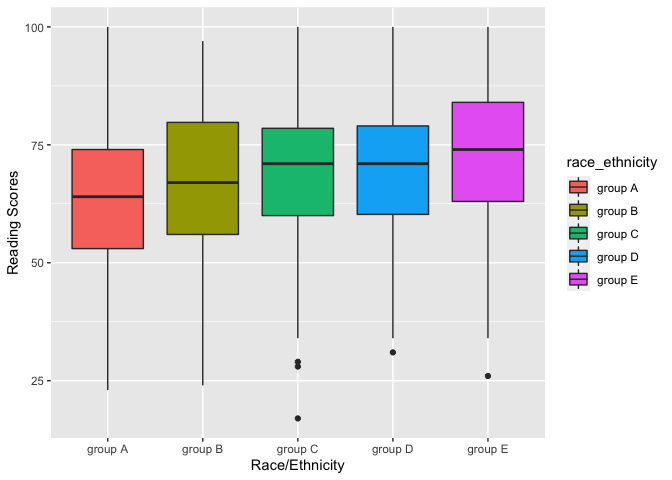 100
75
50
25
Reading Scores
group A
group B
group C
group D
group E
Race/Ethnicity
race_ethnicity
group A
group B
group C
group D
group E